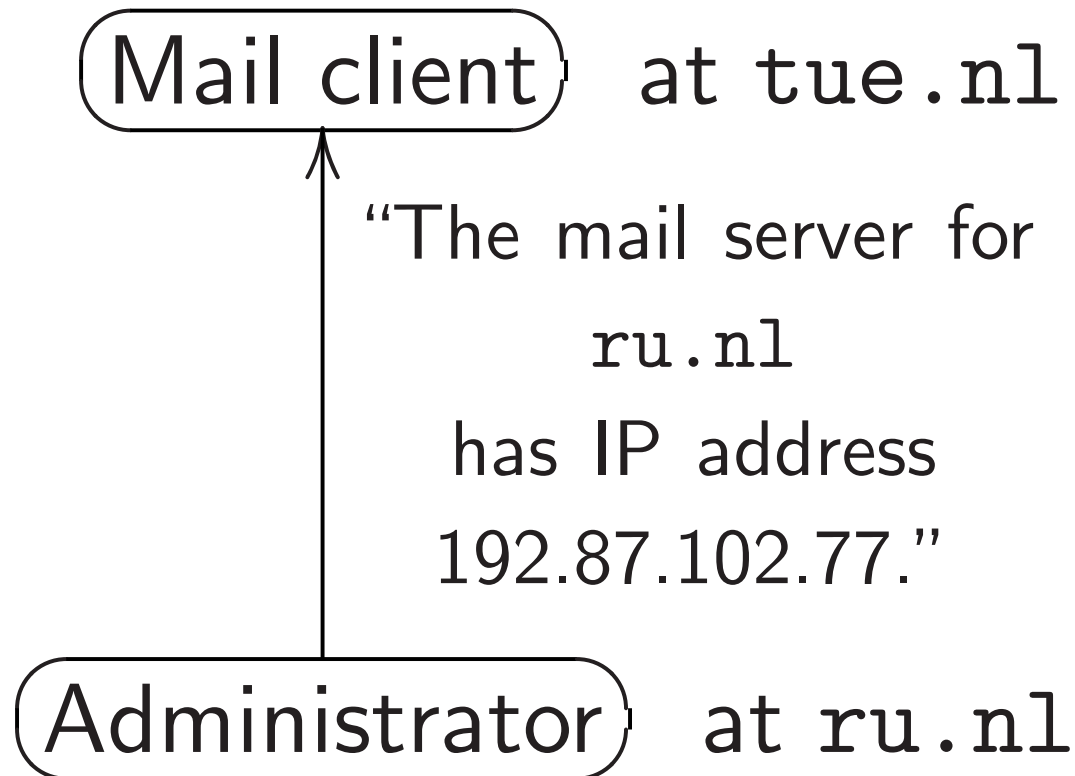 Mail client at tue.nl
“The mail server for
ru.nl
has IP address
192.87.102.77.”
Administrator at ru.nl